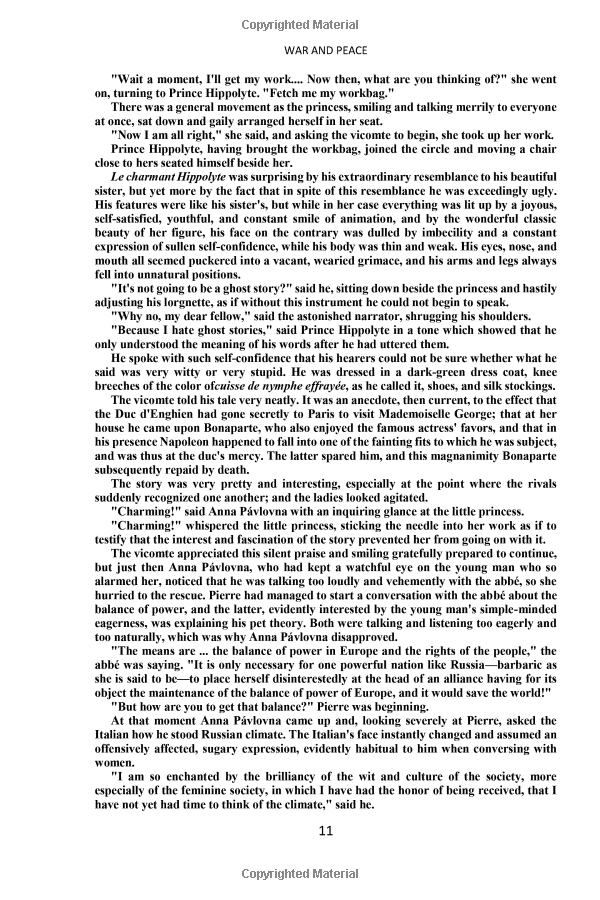 Copyrighted Material
WAR AND PEACE
"Wait a moment, I'll get my work.... Now then, what are you thinking of?" she went
on, turning to Prince Hippolyte. "Fetch me my workbag."
There was a general movement as the princess, smiling and talking merrily to everyone
at once, sat down and gaily arranged herself in her seat.
"Now I am all right," she said, and asking the vicomte to begin, she took up her work.
Prince Hippolyte, having brought the workbag, joined the circle and moving a chair
close to hers seated himself beside her.
Le charmant Hippolyte was surprising by his extraordinary resemblance to his beautiful
sister, but yet more by the fact that in spite of this resemblance he was exceedingly ugly.
His features were like his sister's, but while in her case everything was lit up by a joyous,
self-satisfied, youthful, and constant smile of animation, and by the wonderful classic
beauty of her figure, his face on the contrary was dulled by imbecility and a constant
expression of sullen self-confidence, while his body was thin and weak. His eyes, nose, and
mouth all seemed puckered into a vacant, wearied grimace, and his arms and legs always
fell into unnatural positions.
"It's not going to be a ghost story?" said he, sitting down beside the princess and hastily
adjusting his lorgnette, as if without this instrument he could not begin to speak.
"Why no, my dear fellow," said the astonished narrator, shrugging his shoulders.
"Because I hate ghost stories," said Prince Hippolyte in a tone which showed that he
only understood the meaning of his words after he had uttered them.
He spoke with such self-confidence that his hearers could not be sure whether what he
said was very witty or very stupid. He was dressed in a dark-green dress coat, knee
breeches of the color ofcuisse de nymphe effrayée, as he called it, shoes, and silk stockings.
The vicomte told his tale very neatly. It was an anecdote, then current, to the effect that
the Duc d'Enghien had gone secretly to Paris to visit Mademoiselle George; that at her
house he came upon Bonaparte, who also enjoyed the famous actress' favors, and that in
his presence Napoleon happened to fall into one of the fainting fits to which he was subject,
and was thus at the duc's mercy. The latter spared him, and this magnanimity Bonaparte
subsequently repaid by death.
The story was very pretty and interesting, especially at the point where the rivals
suddenly recognized one another; and the ladies looked agitated.
"Charming!" said Anna Pávlovna with an inquiring glance at the little princess.
"Charming!" whispered the little princess, sticking the needle into her work as if to
testify that the interest and fascination of the story prevented her from going on with it.
The vicomte appreciated this silent praise and smiling gratefully prepared to continue,
but just then Anna Pávlovna, who had kept a watchful eye on the young man who so
alarmed her, noticed that he was talking too loudly and vehemently with the abbé, so she
hurried to the rescue. Pierre had managed to start a conversation with the abbé about the
balance of power, and the latter, evidently interested by the young man's simple-minded
eagerness, was explaining his pet theory. Both were talking and listening too eagerly and
too naturally, which was why Anna Pávlovna disapproved.
"The means are ... the balance of power in Europe and the rights of the people," the
abbé was saying. "It is only necessary for one powerful nation like Russia—barbaric as
she is said to be—to place herself disinterestedly at the head of an alliance having for its
object the maintenance of the balance of power of Europe, and it would save the world!"
"But how are you to get that balance?" Pierre was beginning.
At that moment Anna Pávlovna came up and, looking severely at Pierre, asked the
Italian how he stood Russian climate. The Italian's face instantly changed and assumed an
offensively affected, sugary expression, evidently habitual to him when conversing with
women.
"I am so enchanted by the brilliancy of the wit and culture of the society, more
especially of the feminine society, in which I have had the honor of being received, that I
have not yet had time to think of the climate," said he.
11
Copyrighted Material